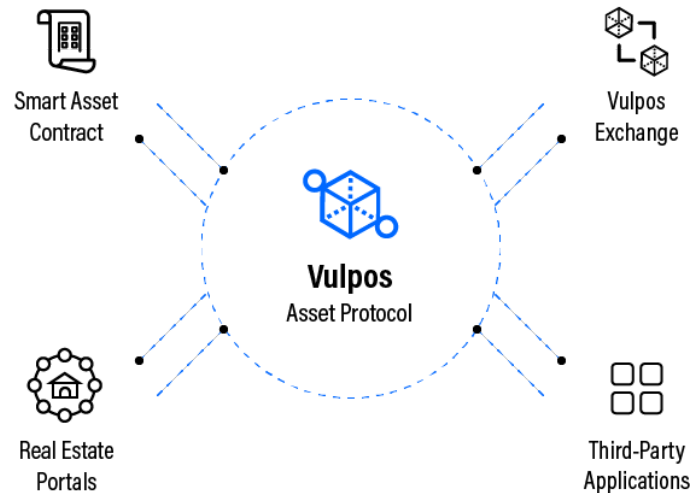 Smart Asset
Contract
Vulpos
Exchange
Vulpos
Asset Protocol
Real Estate
Portals
Third-Party
Applications